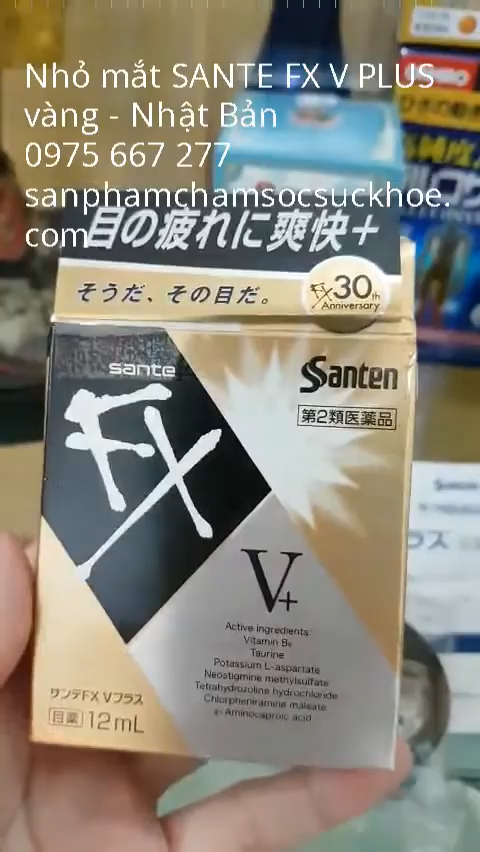 Nhỏ mắt SANTE FX V PLUS
vàng - Nhật Bản
0975 667 277
sanphamchamsocsuckhoe.
com
目の疲れに爽快+
そうだ、その目だ。
FX 30th
Anniversary
sante
Santen
FX
第2類医薬品
V+
Active ingredients:
Vitamin B6
Taurine
Potassium L-aspartate
Neostigmine methylsulfate
Tetrahydrozoline hydrochloride
Chlorpheniramine maleate
ε-Aminocaproic acid
サンテFX Vプラス
目薬 12mL